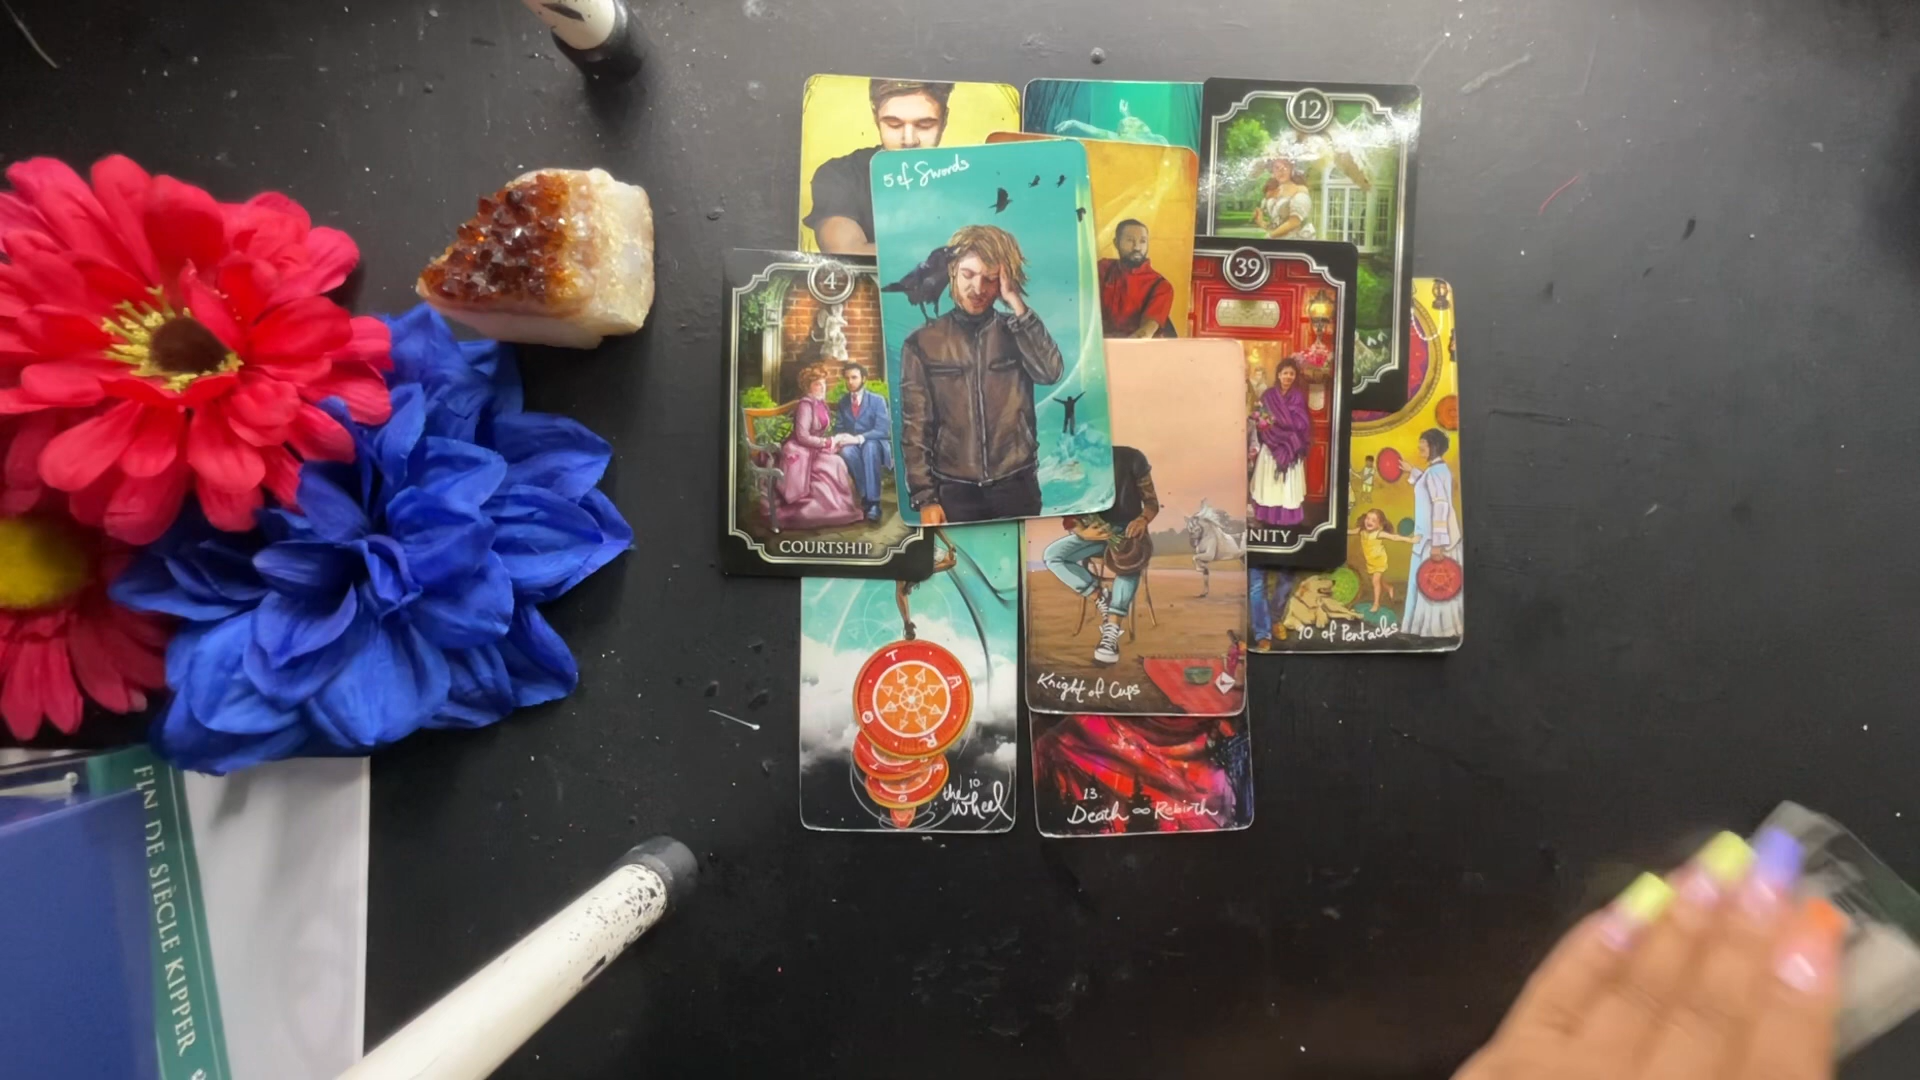 12
5 of Swords
39
4
COURTSHIP
NITY
10 of Pentacles
Knight of Cups
T A R O
10
the Wheel
13
Death ∞ Rebirth
FIN DE SIÈCLE KIPPER